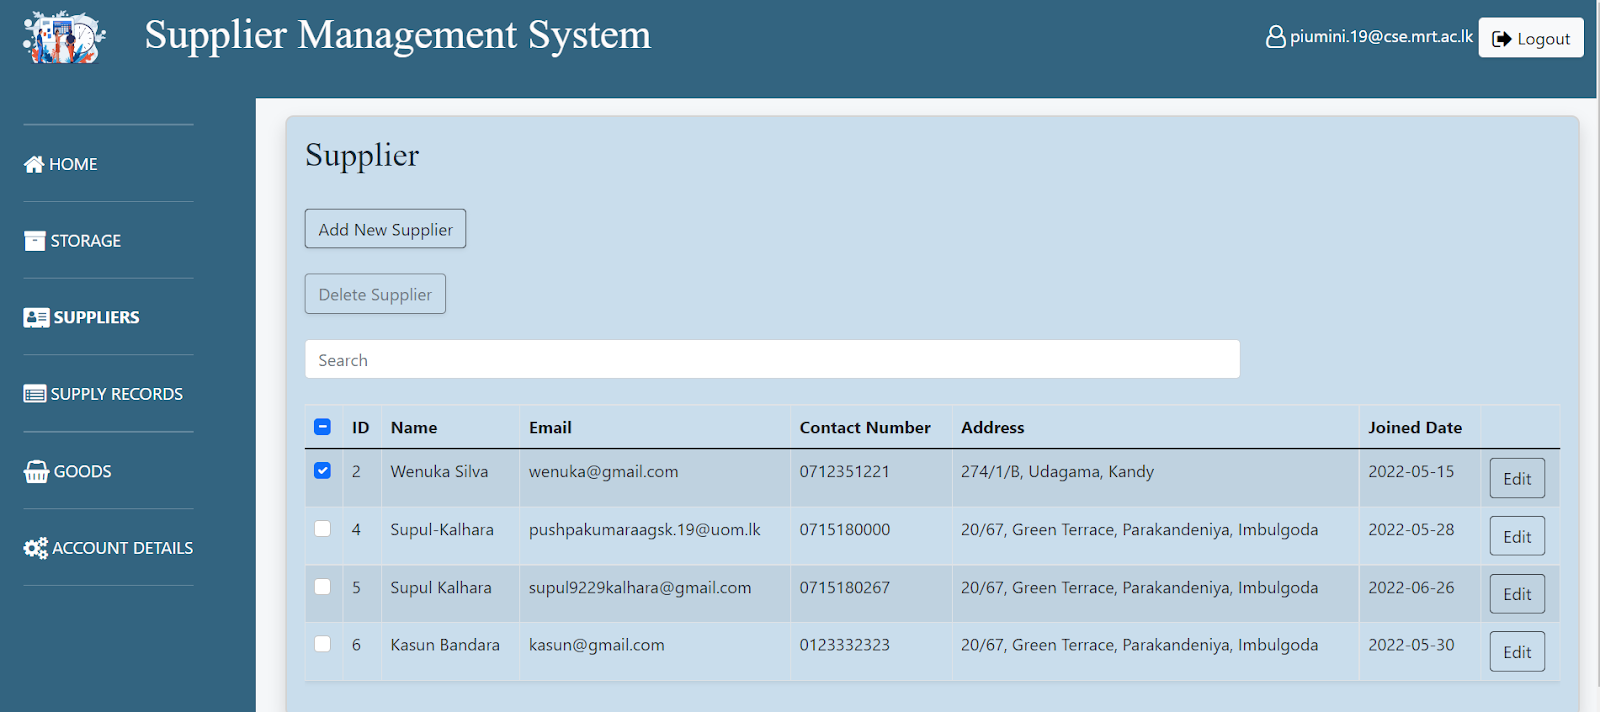 Supplier Management System
piumini.19@cse.mrt.ac.lk Logout
HOME
STORAGE
SUPPLIERS
SUPPLY RECORDS
GOODS
ACCOUNT DETAILS
Supplier
Add New Supplier
Delete Supplier
Search
ID Name Email Contact Number Address Joined Date
2 Wenuka Silva wenuka@gmail.com 0712351221 274/1/B, Udagama, Kandy 2022-05-15 Edit
4 Supul-Kalhara pushpakumaraagsk.19@uom.lk 0715180000 20/67, Green Terrace, Parakandeniya, Imbulgoda 2022-05-28 Edit
5 Supul Kalhara supul9229kalhara@gmail.com 0715180267 20/67, Green Terrace, Parakandeniya, Imbulgoda 2022-06-26 Edit
6 Kasun Bandara kasun@gmail.com 0123332323 20/67, Green Terrace, Parakandeniya, Imbulgoda 2022-05-30 Edit